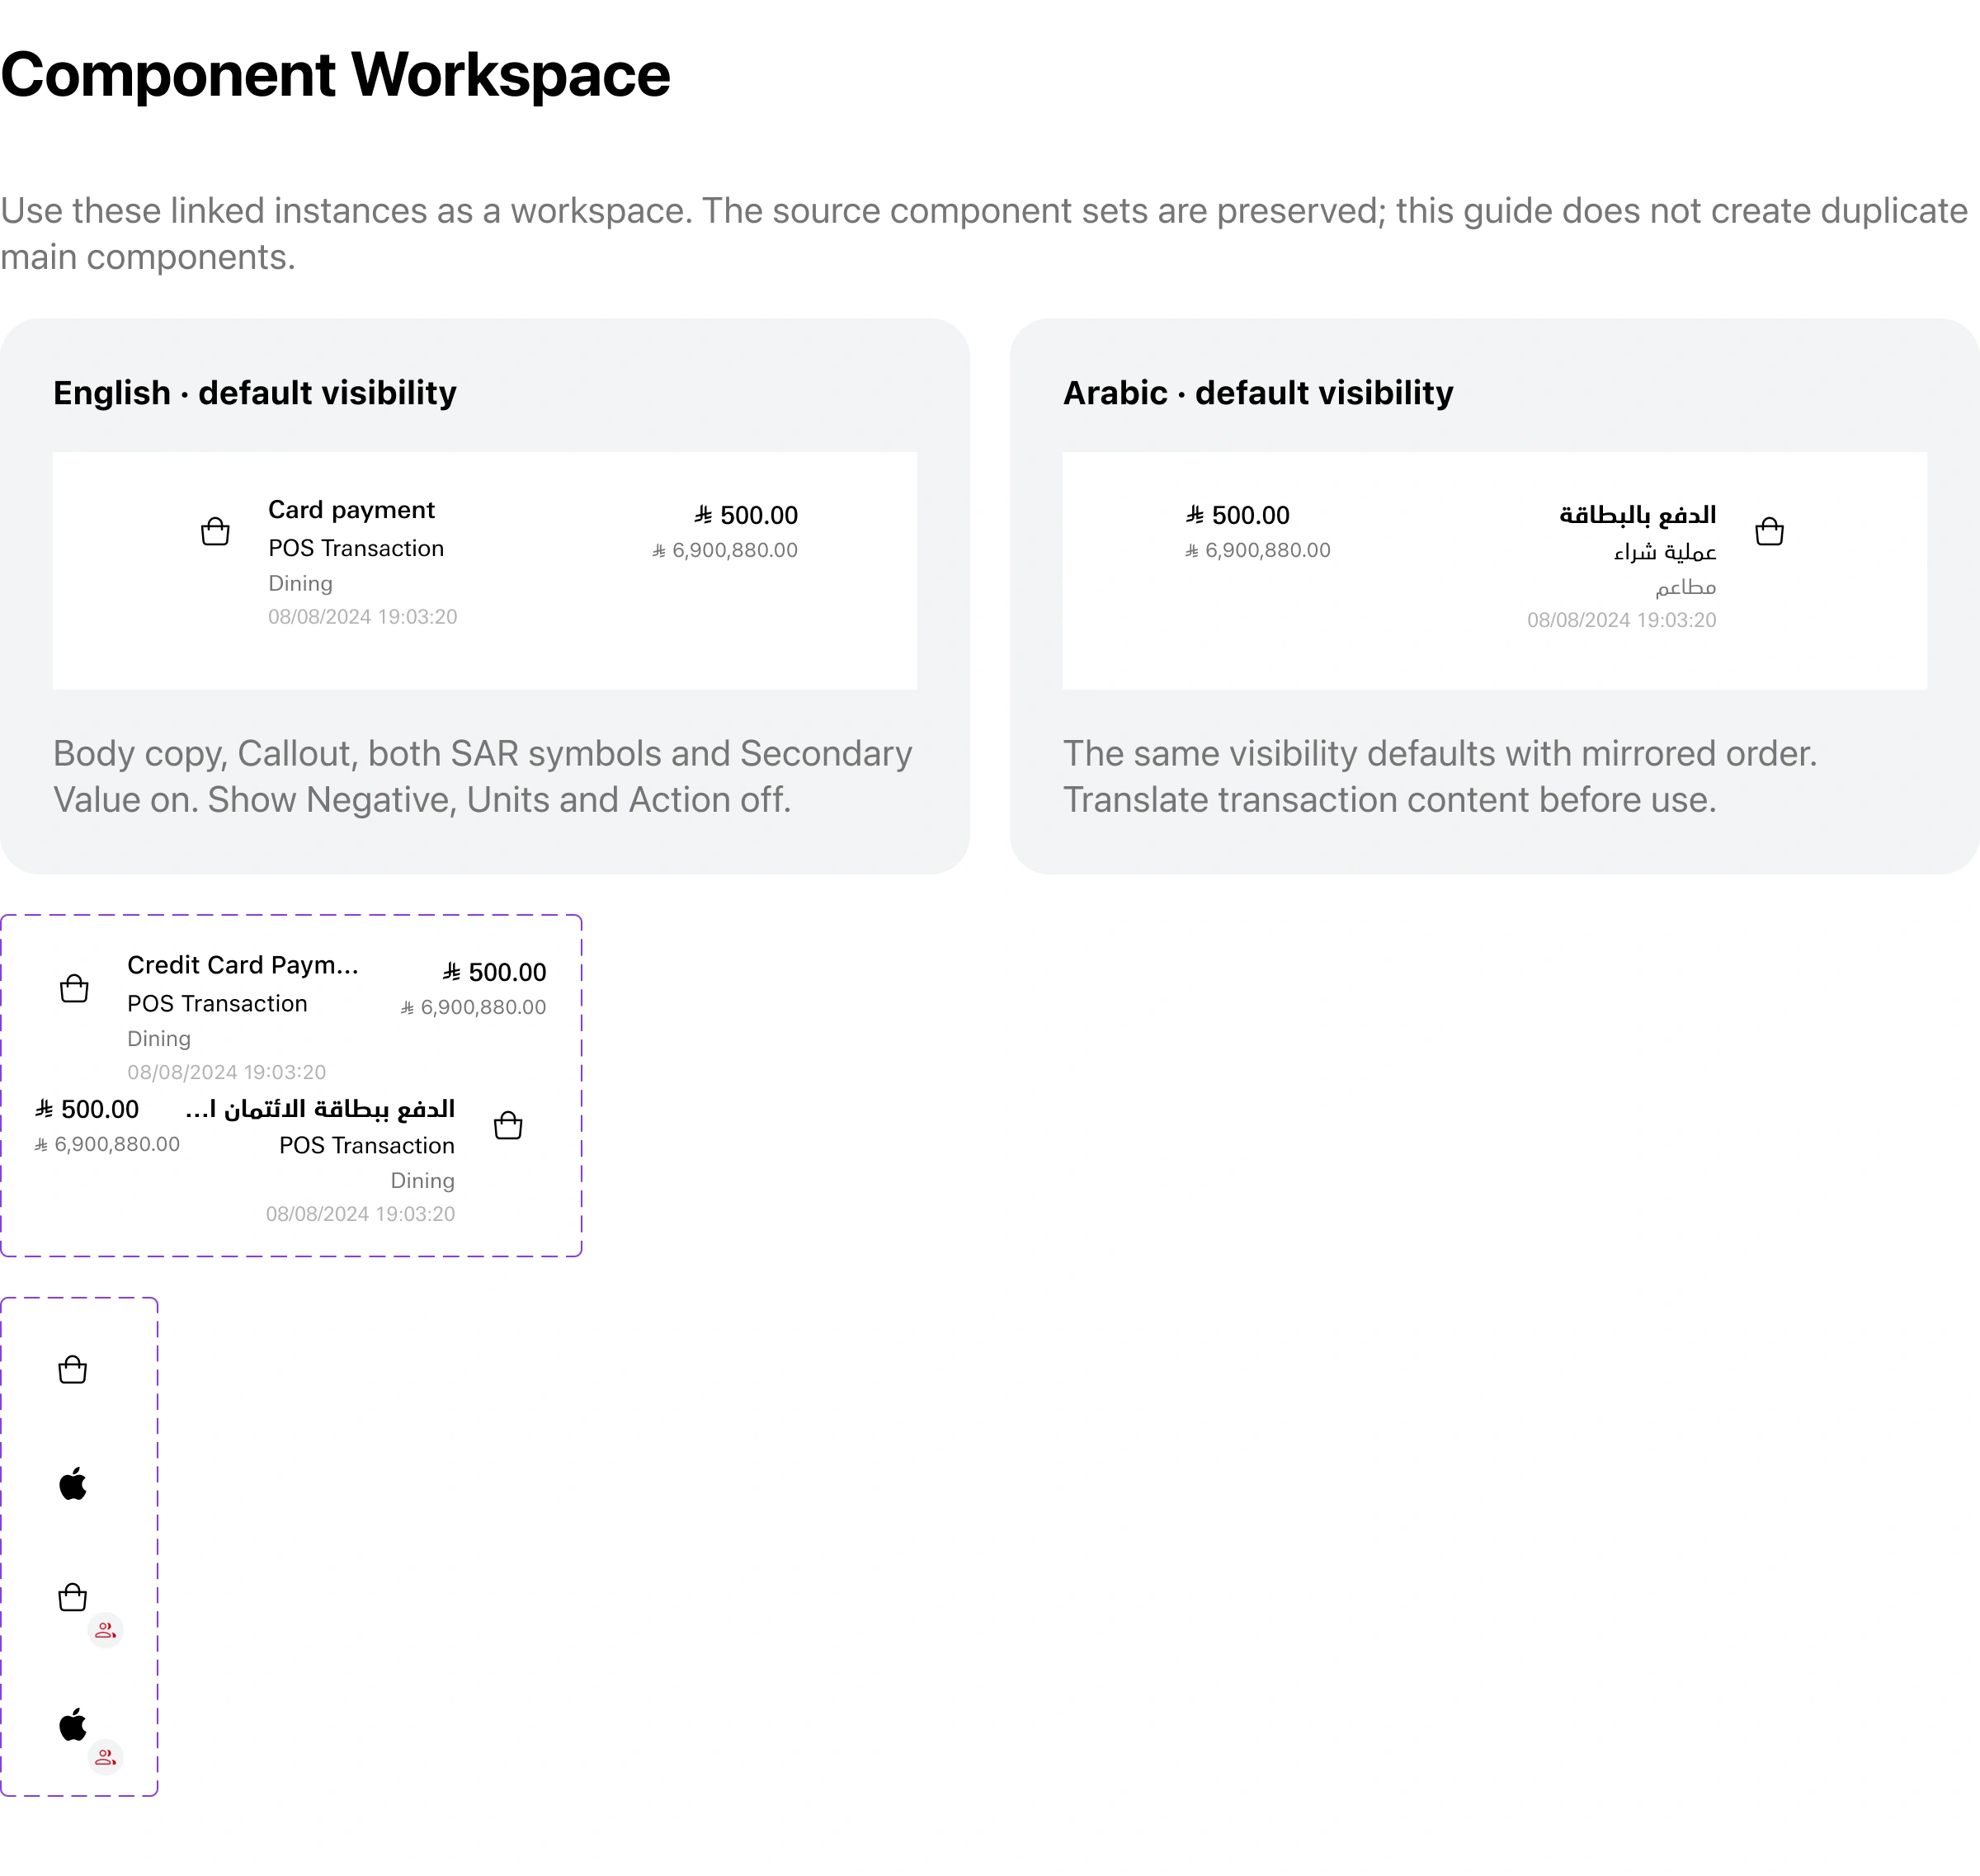 Component Workspace
Use these linked instances as a workspace. The source component sets are preserved; this guide does not create duplicate
main components.
English · default visibility
Card payment
POS Transaction
Dining
08/08/2024 19:03:20
⃁ 500.00
⃁ 6,900,880.00
Body copy, Callout, both SAR symbols and Secondary
Value on. Show Negative, Units and Action off.
Arabic · default visibility
الدفع بالبطاقة
عملية شراء
مطاعم
08/08/2024 19:03:20
⃁ 500.00
⃁ 6,900,880.00
The same visibility defaults with mirrored order.
Translate transaction content before use.
Credit Card Paym...
POS Transaction
Dining
08/08/2024 19:03:20
⃁ 500.00
⃁ 6,900,880.00
الدفع ببطاقة الائتمان ا...
POS Transaction
Dining
08/08/2024 19:03:20
⃁ 500.00
⃁ 6,900,880.00